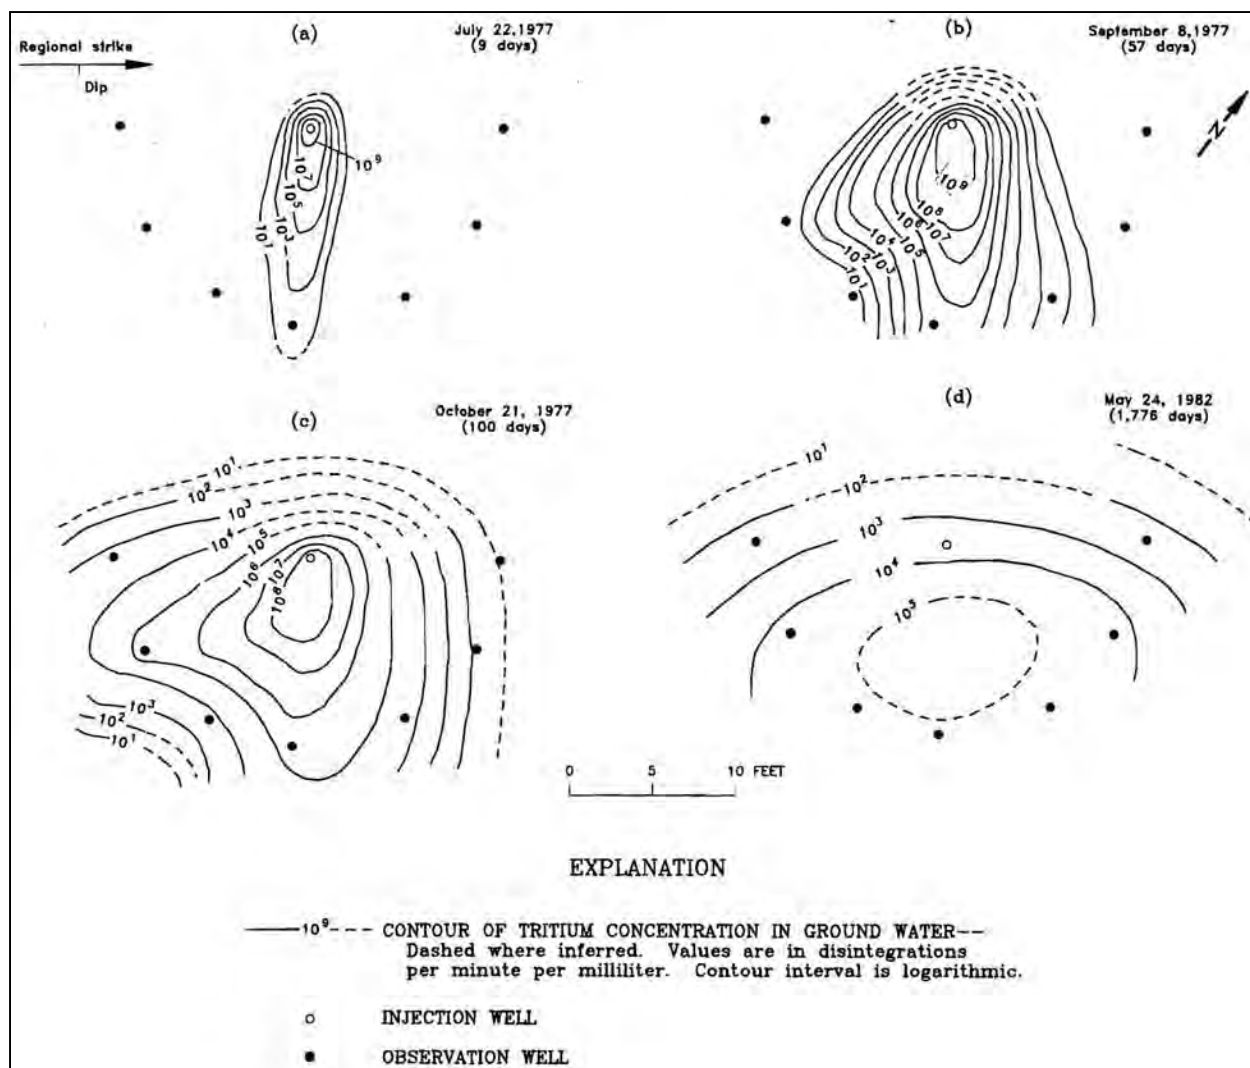 (a)
July 22,1977
(9 days)
Regional strike
Dip
10⁹
10⁷
10⁵
10³
10¹
(b)
September 8,1977
(57 days)
N
10⁹
10⁸
10⁷
10⁶
10⁵
10⁴
10³
10²
10¹
(c)
October 21, 1977
(100 days)
10¹
10²
10³
10⁴
10⁵
10⁶
10⁷
10⁸
10³
10²
10¹
(d)
May 24, 1982
(1,776 days)
10¹
10²
10³
10⁴
10⁵
0 5 10 FEET
EXPLANATION
10⁹ CONTOUR OF TRITIUM CONCENTRATION IN GROUND WATER--
Dashed where inferred. Values are in disintegrations
per minute per milliliter. Contour interval is logarithmic.
INJECTION WELL
OBSERVATION WELL